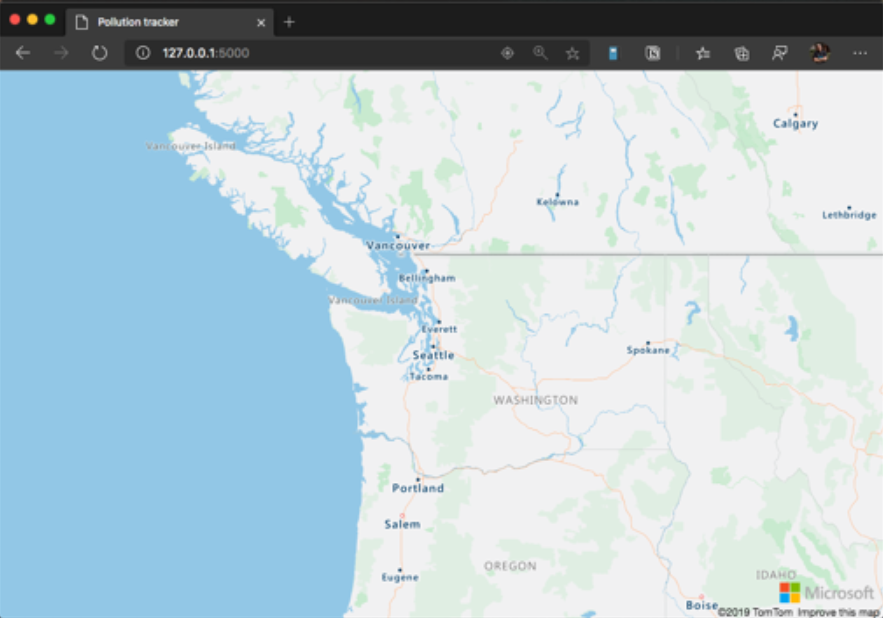 Pollution tracker
127.0.0.1:5000
Calgary
Vancouver Island
Kelowna
Lethbridge
Vancouver
Bellingham
Vancouver Island
Everett
Seattle
Spokane
Tacoma
WASHINGTON
Portland
Salem
OREGON
IDAHO
Eugene
Microsoft
Boise
©2019 TomTom Improve this map